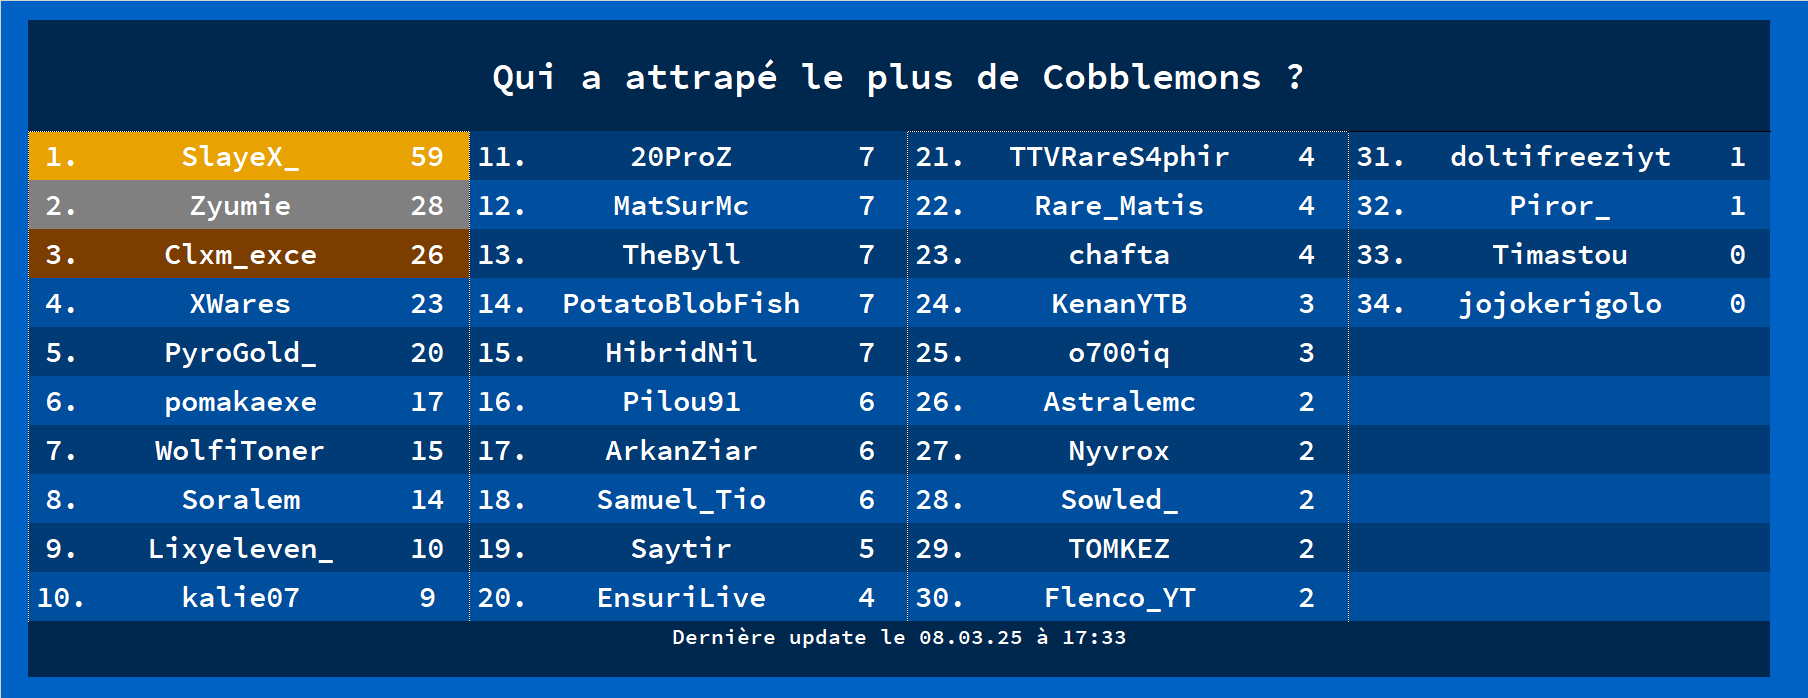 Qui a attrapé le plus de Cobblemons ?
1. SlayeX_ 59
2. Zyumie 28
3. Clxm_exce 26
4. XWares 23
5. PyroGold_ 20
6. pomakaexe 17
7. WolfiToner 15
8. Soralem 14
9. Lixyeleven_ 10
10. kalie07 9
11. 20ProZ 7
12. MatSurMc 7
13. TheByll 7
14. PotatoBlobFish 7
15. HibridNil 7
16. Pilou91 6
17. ArkanZiar 6
18. Samuel_Tio 6
19. Saytir 5
20. EnsuriLive 4
21. TTVRareS4phir 4
22. Rare_Matis 4
23. chafta 4
24. KenanYTB 3
25. o700iq 3
26. Astralemc 2
27. Nyvrox 2
28. Sowled_ 2
29. TOMKEZ 2
30. Flenco_YT 2
31. doltifreeziyt 1
32. Piror_ 1
33. Timastou 0
34. jojokerigolo 0
Dernière update le 08.03.25 à 17:33